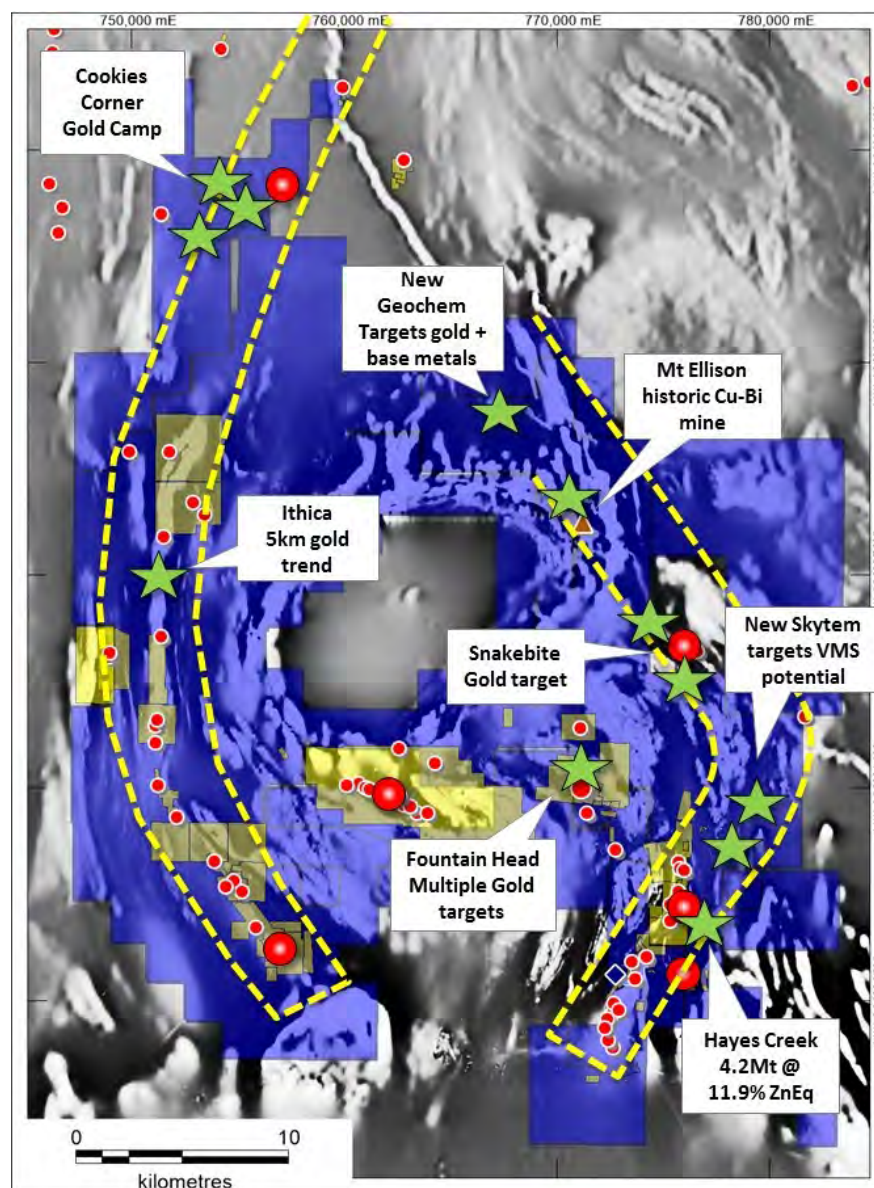 750,000 mE 760,000 mE 770,000 mE 780,000 mE
Cookies
Corner
Gold Camp
New
Geochem
Targets gold +
base metals
Mt Ellison
historic Cu-Bi
mine
Ithica
5km gold
trend
Snakebite
Gold target
New Skytem
targets VMS
potential
Fountain Head
Multiple Gold
targets
Hayes Creek
4.2Mt @
11.9% ZnEq
0 10
kilometres